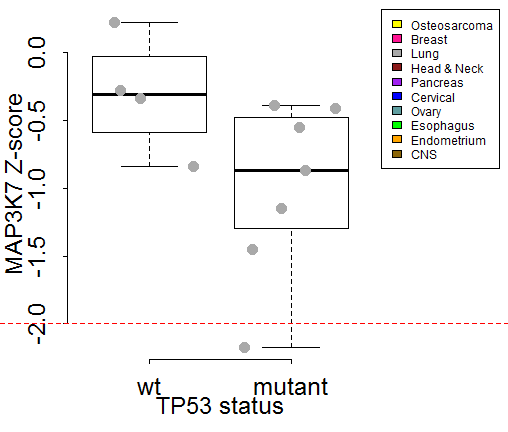 Osteosarcoma
Breast
Lung
Head & Neck
Pancreas
Cervical
Ovary
Esophagus
Endometrium
CNS
MAP3K7 Z-score
0.0
-0.5
-1.0
-1.5
-2.0
wt
mutant
TP53 status